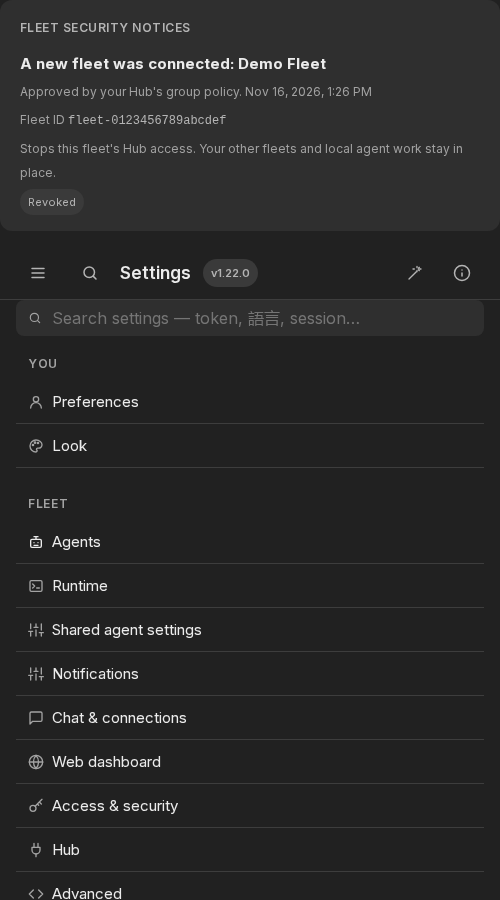 FLEET SECURITY NOTICES
A new fleet was connected: Demo Fleet
Approved by your Hub's group policy. Nov 16, 2026, 1:26 PM
Fleet ID fleet-0123456789abcdef
Stops this fleet's Hub access. Your other fleets and local agent work stay in
place.
Revoked
Settings v1.22.0
Search settings — token, 語言, session…
YOU
Preferences
Look
FLEET
Agents
Runtime
Shared agent settings
Notifications
Chat & connections
Web dashboard
Access & security
Hub
Advanced